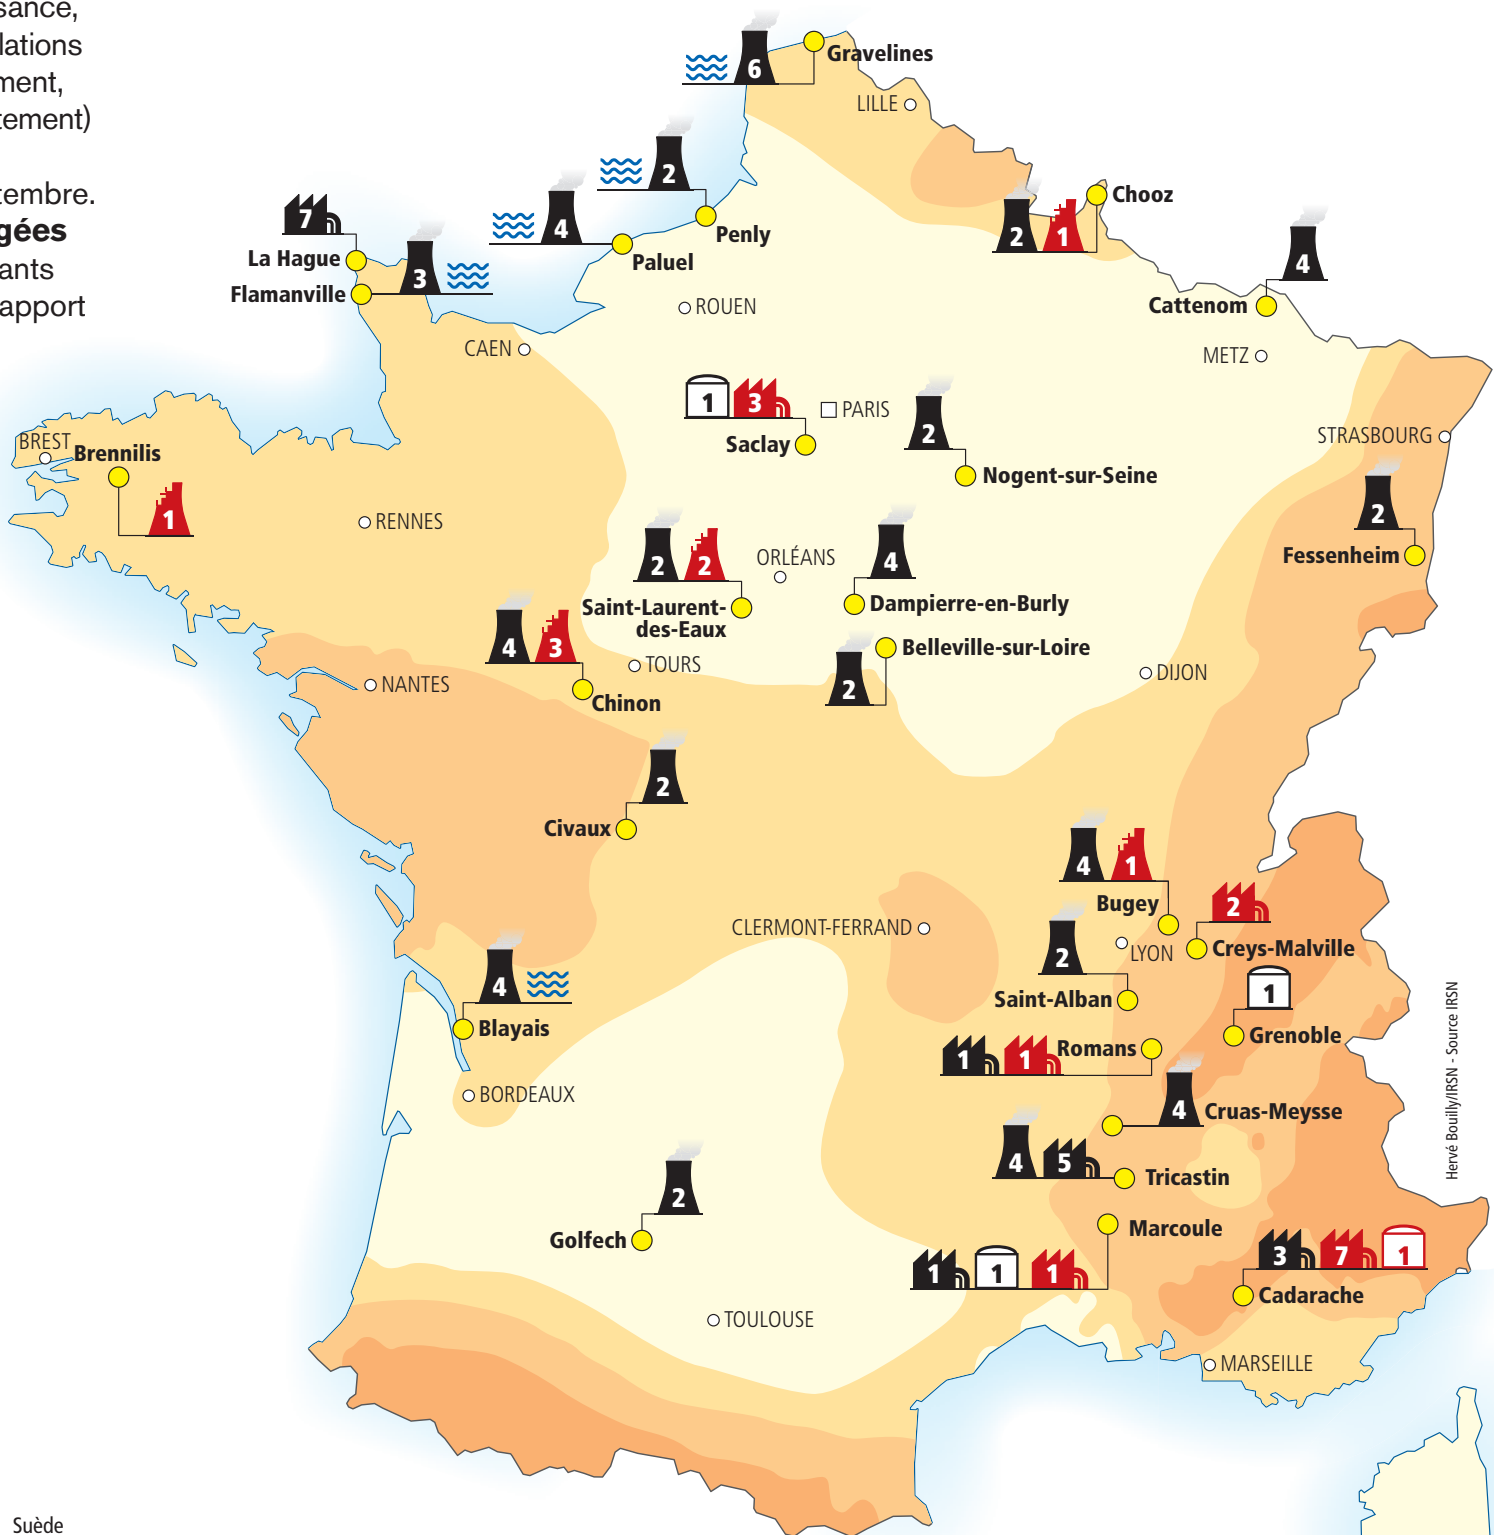 sance,
lations
ment,
tement)
tembre.
gées
ants
apport
6
Gravelines
LILLE
2
Penly
4
Paluel
7
La Hague
3
Flamanville
2
1
Chooz
4
Cattenom
ROUEN
CAEN
METZ
1
3
PARIS
Saclay
2
Nogent-sur-Seine
STRASBOURG
BREST
Brennilis
1
RENNES
2
Fessenheim
2
2
ORLÉANS
4
Saint-Laurent-
des-Eaux
Dampierre-en-Burly
4
3
Chinon
TOURS
Belleville-sur-Loire
2
DIJON
NANTES
2
Civaux
4
1
Bugey
2
Creys-Malville
CLERMONT-FERRAND
LYON
2
Saint-Alban
1
Grenoble
4
Blayais
BORDEAUX
1
1
Romans
4
Cruas-Meysse
4
5
Tricastin
2
Golfech
Marcoule
1
1
1
3
7
1
Cadarache
TOULOUSE
MARSEILLE
Hervé Bouilly/IRSN - Source IRSN
Suède